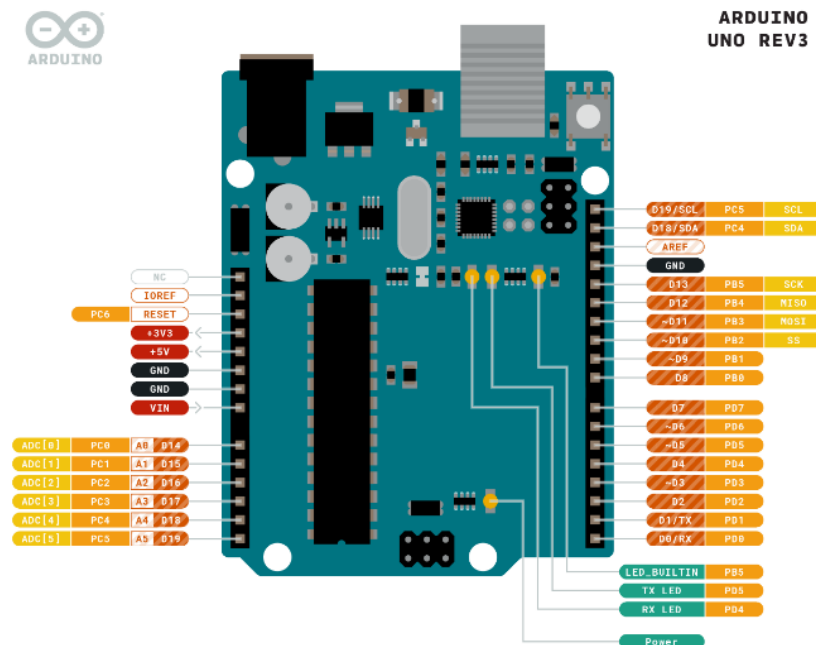 ARDUINO
ARDUINO
UNO REV3
D19/SCL PC5 SCL
D18/SDA PC4 SDA
AREF
GND
D13 PB5 SCK
D12 PB4 MISO
~D11 PB3 MOSI
~D10 PB2 SS
~D9 PB1
D8 PB0
NC
IOREF
PC6 RESET
+3V3
+5V
GND
GND
VIN
D7 PD7
~D6 PD6
~D5 PD5
D4 PD4
~D3 PD3
D2 PD2
D1/TX PD1
D0/RX PD0
ADC[0] PC0 A0 D14
ADC[1] PC1 A1 D15
ADC[2] PC2 A2 D16
ADC[3] PC3 A3 D17
ADC[4] PC4 A4 D18
ADC[5] PC5 A5 D19
LED_BUILTIN PB5
TX LED PD5
RX LED PD4
Power